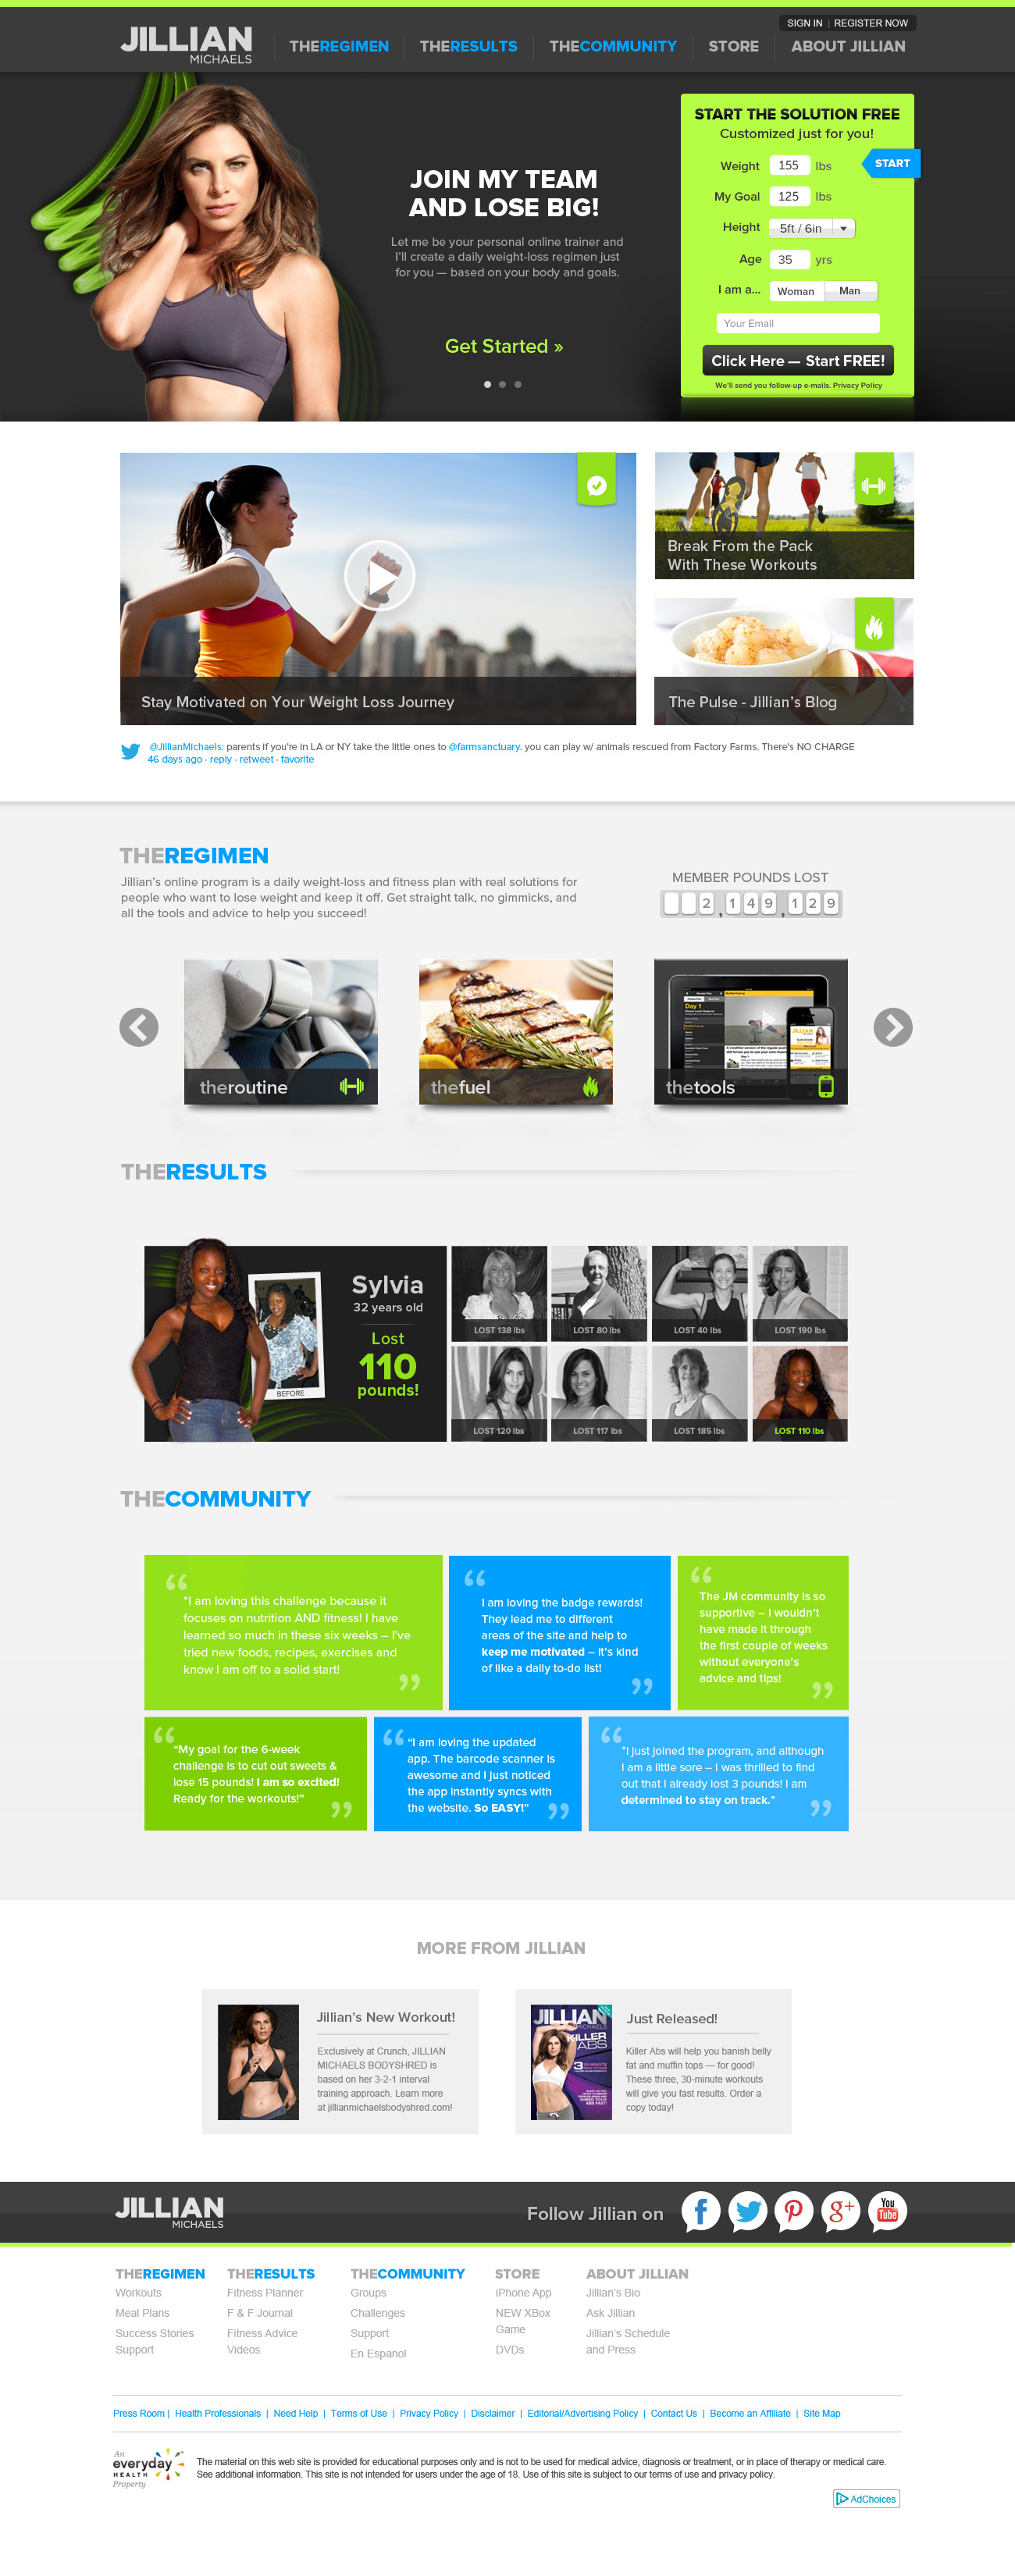 SIGN IN | REGISTER NOW
JILLIAN
MICHAELS
THEREGIMEN
THERESULTS
THECOMMUNITY
STORE
ABOUT JILLIAN
JOIN MY TEAM
AND LOSE BIG!
Let me be your personal online trainer and
I'll create a daily weight-loss regimen just
for you — based on your body and goals.
Get Started »
START THE SOLUTION FREE
Customized just for you!
Weight 155 lbs
START
My Goal 125 lbs
Height 5ft / 6in
Age 35 yrs
I am a... Woman Man
Your Email
Click Here — Start FREE!
We'll send you follow-up e-mails. Privacy Policy
Stay Motivated on Your Weight Loss Journey
Break From the Pack
With These Workouts
The Pulse - Jillian's Blog
@JillianMichaels: parents if you're in LA or NY take the little ones to @farmsanctuary. you can play w/ animals rescued from Factory Farms. There's NO CHARGE
46 days ago · reply · retweet · favorite
THEREGIMEN
Jillian's online program is a daily weight-loss and fitness plan with real solutions for
people who want to lose weight and keep it off. Get straight talk, no gimmicks, and
all the tools and advice to help you succeed!
MEMBER POUNDS LOST
2,149,129
theroutine
thefuel
Day 1
thetools
THERESULTS
BEFORE
Sylvia
32 years old
Lost
110
pounds!
LOST 138 lbs
LOST 80 lbs
LOST 40 lbs
LOST 190 lbs
LOST 120 lbs
LOST 117 lbs
LOST 185 lbs
LOST 110 lbs
THECOMMUNITY
"I am loving this challenge because it
focuses on nutrition AND fitness! I have
learned so much in these six weeks – I've
tried new foods, recipes, exercises and
know I am off to a solid start!
I am loving the badge rewards!
They lead me to different
areas of the site and help to
keep me motivated – it's kind
of like a daily to-do list!
The JM community is so
supportive – I wouldn't
have made it through
the first couple of weeks
without everyone's
advice and tips!
"My goal for the 6-week
challenge is to cut out sweets &
lose 15 pounds! I am so excited!
Ready for the workouts!"
"I am loving the updated
app. The barcode scanner is
awesome and I just noticed
the app instantly syncs with
the website. So EASY!"
"I just joined the program, and although
I am a little sore – I was thrilled to find
out that I already lost 3 pounds! I am
determined to stay on track."
MORE FROM JILLIAN
Jillian's New Workout!
Exclusively at Crunch, JILLIAN
MICHAELS BODYSHRED is
based on her 3-2-1 interval
training approach. Learn more
at jillianmichaelsbodyshred.com!
JILLIAN
MICHAELS
KILLER
ABS
3
Just Released!
Killer Abs will help you banish belly
fat and muffin tops — for good!
These three, 30-minute workouts
will give you fast results. Order a
copy today!
JILLIAN
MICHAELS
Follow Jillian on
f
g+
You
Tube
THEREGIMEN
Workouts
Meal Plans
Success Stories
Support
THERESULTS
Fitness Planner
F & F Journal
Fitness Advice
Videos
THECOMMUNITY
Groups
Challenges
Support
En Espanol
STORE
iPhone App
NEW XBox
Game
DVDs
ABOUT JILLIAN
Jillian's Bio
Ask Jillian
Jillian's Schedule
and Press
Press Room | Health Professionals | Need Help | Terms of Use | Privacy Policy | Disclaimer | Editorial/Advertising Policy | Contact Us | Become an Affiliate | Site Map
An
everyday
HEALTH
Property
The material on this web site is provided for educational purposes only and is not to be used for medical advice, diagnosis or treatment, or in place of therapy or medical care.
See additional information. This site is not intended for users under the age of 18. Use of this site is subject to our terms of use and privacy policy.
AdChoices